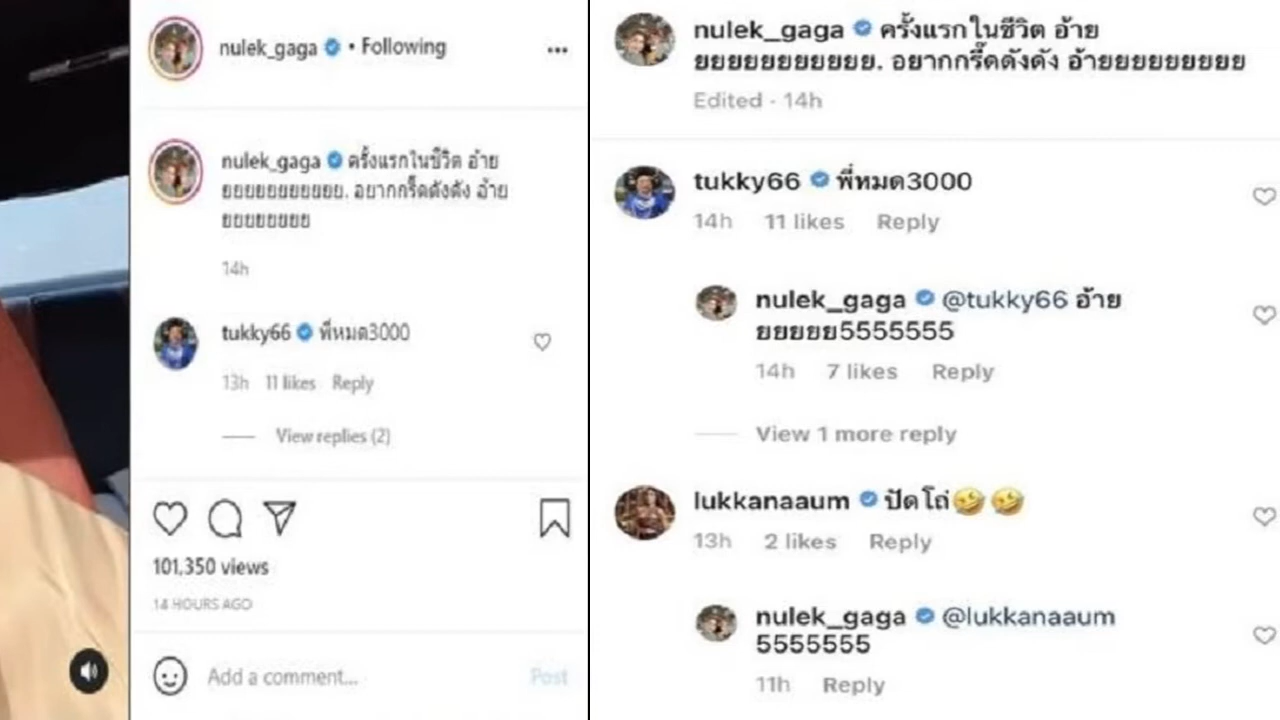 nulek_gaga • Following
nulek_gaga ครั้งแรกในชีวิต อ้าย
ยยยยยยยยยยย. อยากกรี๊ดดังดัง อ้าย
ยยยยยยยย
14h
tukky66 พี่หมด3000
13h 11 likes Reply
View replies (2)
101,350 views
14 HOURS AGO
Add a comment... Post
nulek_gaga ครั้งแรกในชีวิต อ้าย
ยยยยยยยยยยย. อยากกรี๊ดดังดัง อ้ายยยยยยยยย
Edited · 14h
tukky66 พี่หมด3000
14h 11 likes Reply
nulek_gaga @tukky66 อ้าย
ยยยยย5555555
14h 7 likes Reply
View 1 more reply
lukkanaaum ปัดโถ่🤣🤣
13h 2 likes Reply
nulek_gaga @lukkanaaum
5555555
11h Reply